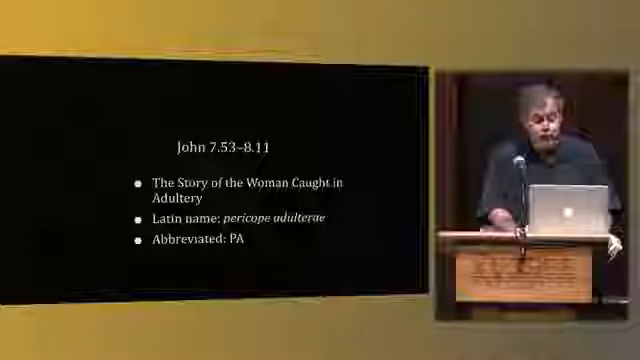 John 7.53–8.11
The Story of the Woman Caught in
Adultery
Latin name: pericope adulterae
Abbreviated: PA